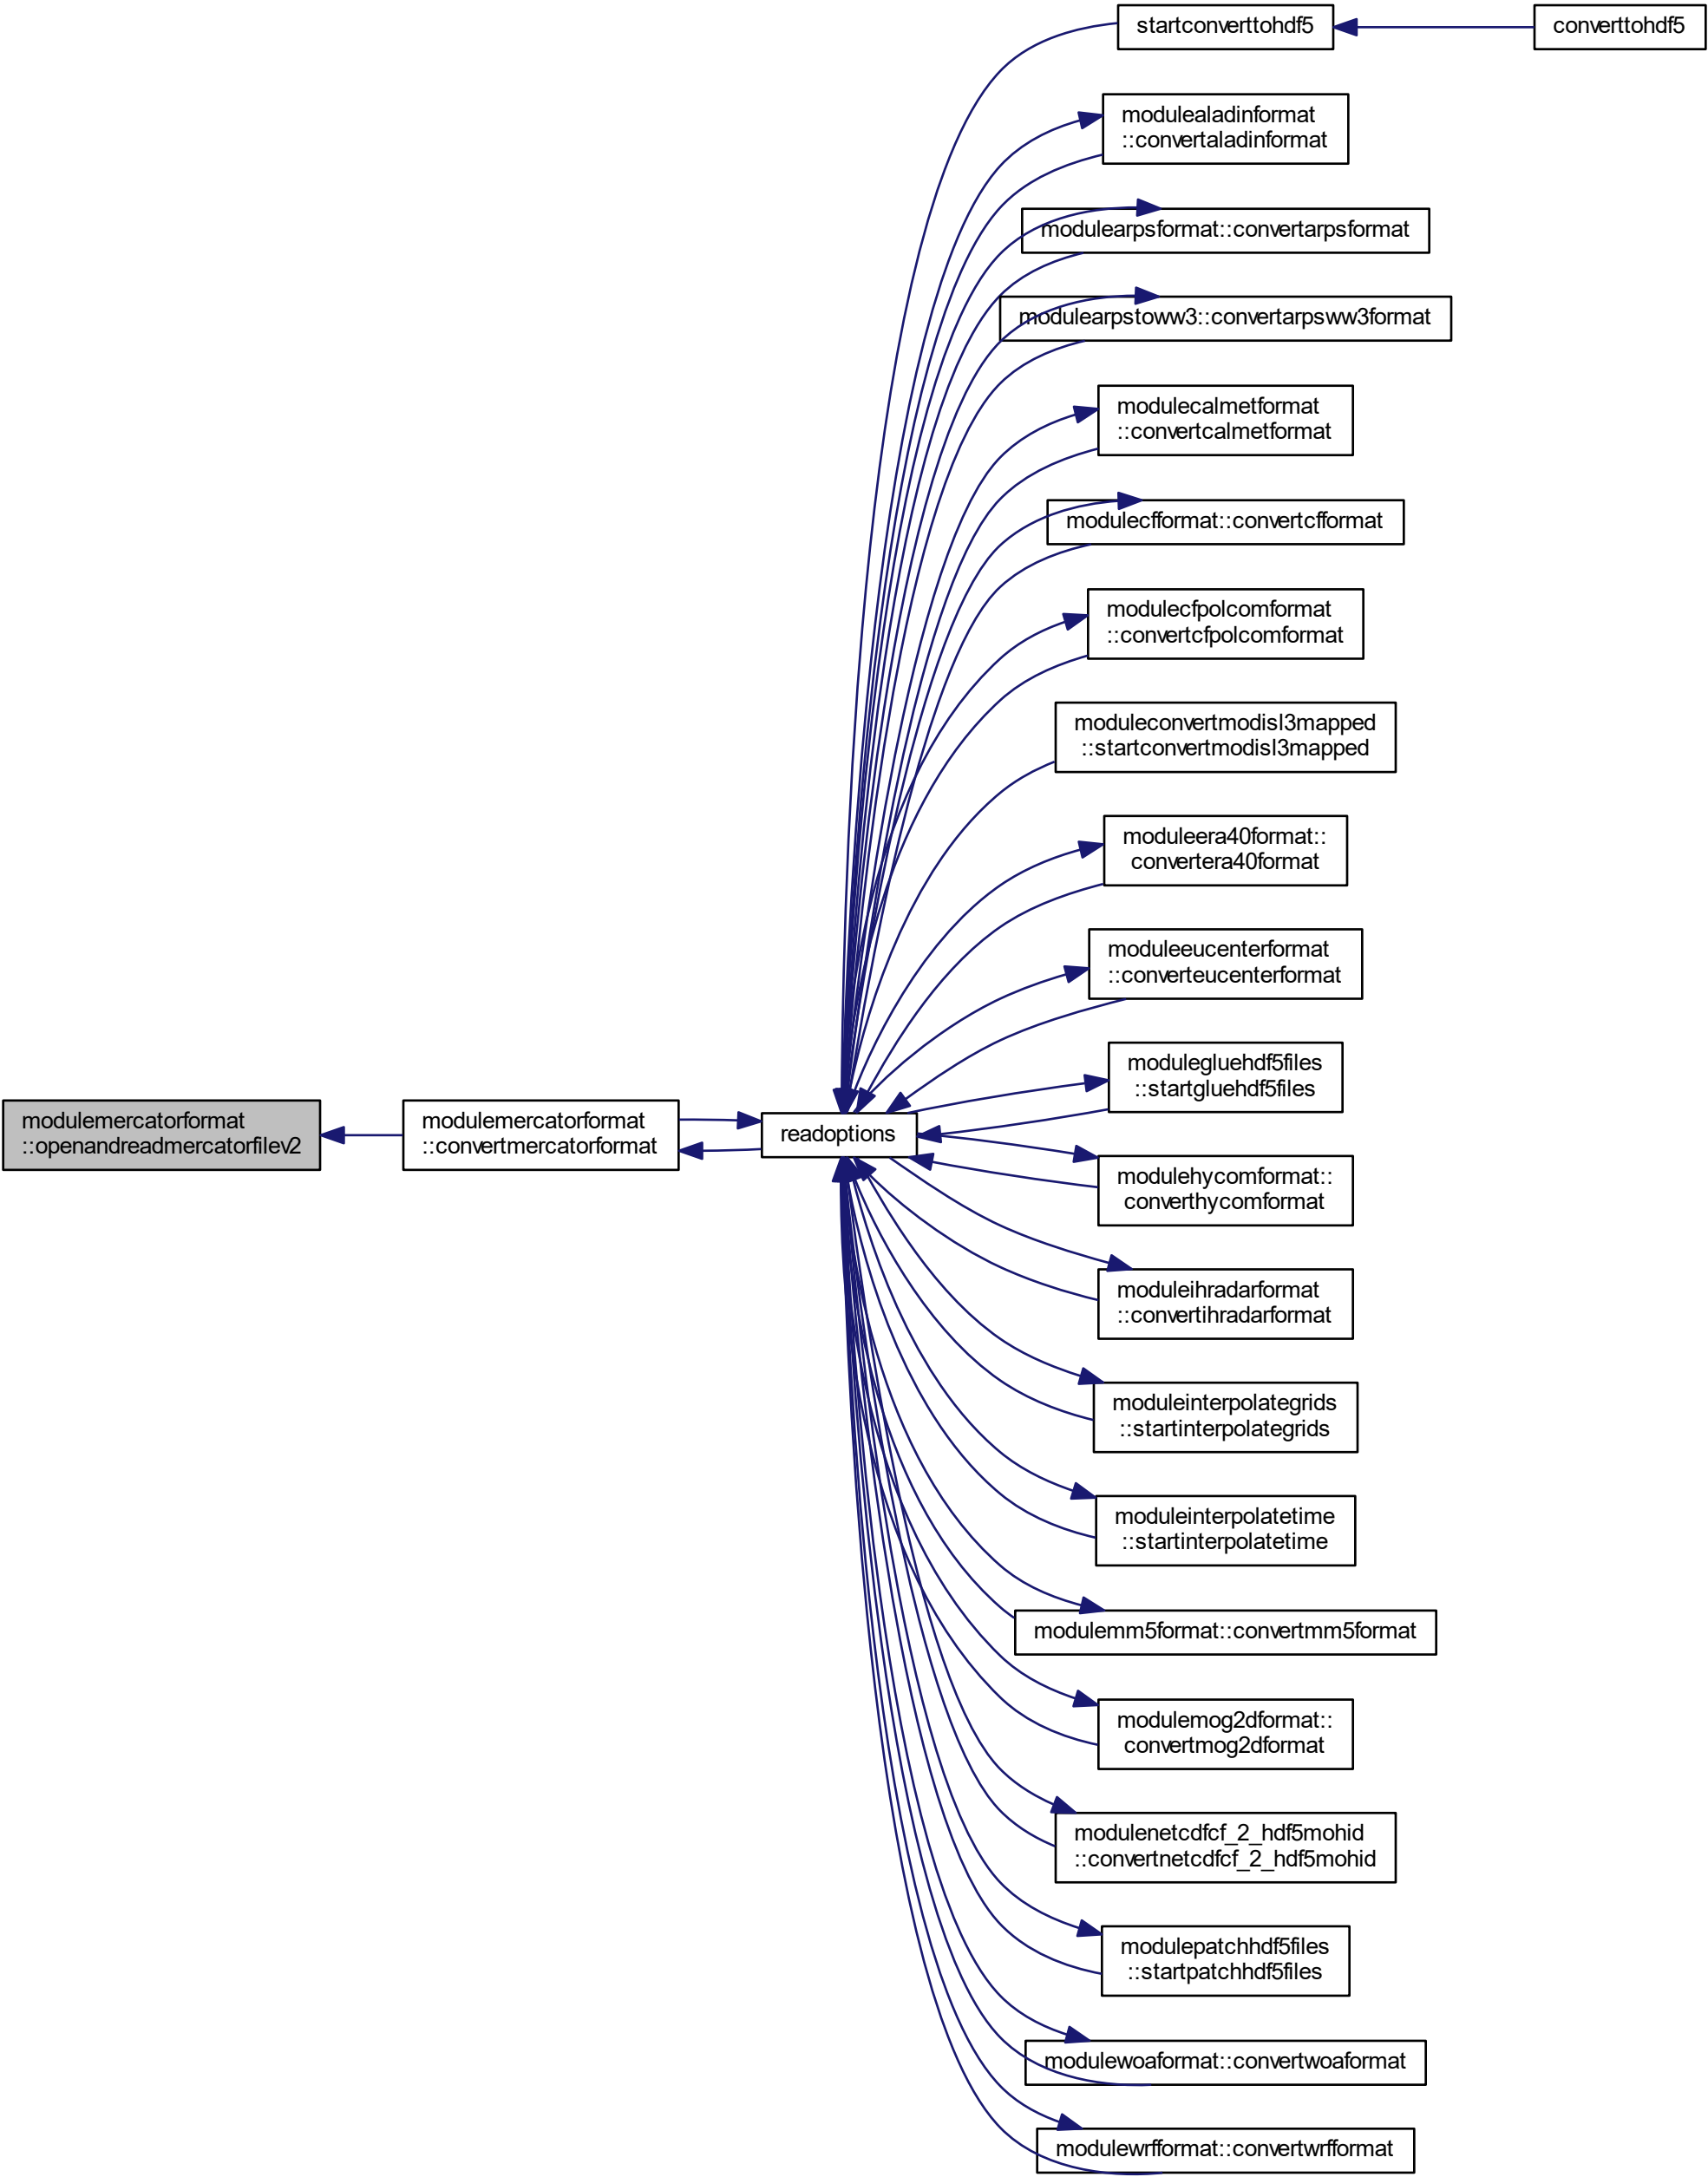 startconverttohdf5
converttohdf5
modulealadinformat
::convertaladinformat
modulearpsformat::convertarpsformat
modulearpstoww3::convertarpsww3format
modulecalmetformat
::convertcalmetformat
modulecfformat::convertcfformat
modulecfpolcomformat
::convertcfpolcomformat
moduleconvertmodisl3mapped
::startconvertmodisl3mapped
moduleera40format::
convertera40format
moduleeucenterformat
::converteucenterformat
modulegluehdf5files
::startgluehdf5files
modulemercatorformat
::openandreadmercatorfilev2
modulemercatorformat
::convertmercatorformat
readoptions
modulehycomformat::
converthycomformat
moduleihradarformat
::convertihradarformat
moduleinterpolategrids
::startinterpolategrids
moduleinterpolatetime
::startinterpolatetime
modulemm5format::convertmm5format
modulemog2dformat::
convertmog2dformat
modulenetcdfcf_2_hdf5mohid
::convertnetcdfcf_2_hdf5mohid
modulepatchhdf5files
::startpatchhdf5files
modulewoaformat::convertwoaformat
modulewrfformat::convertwrfformat